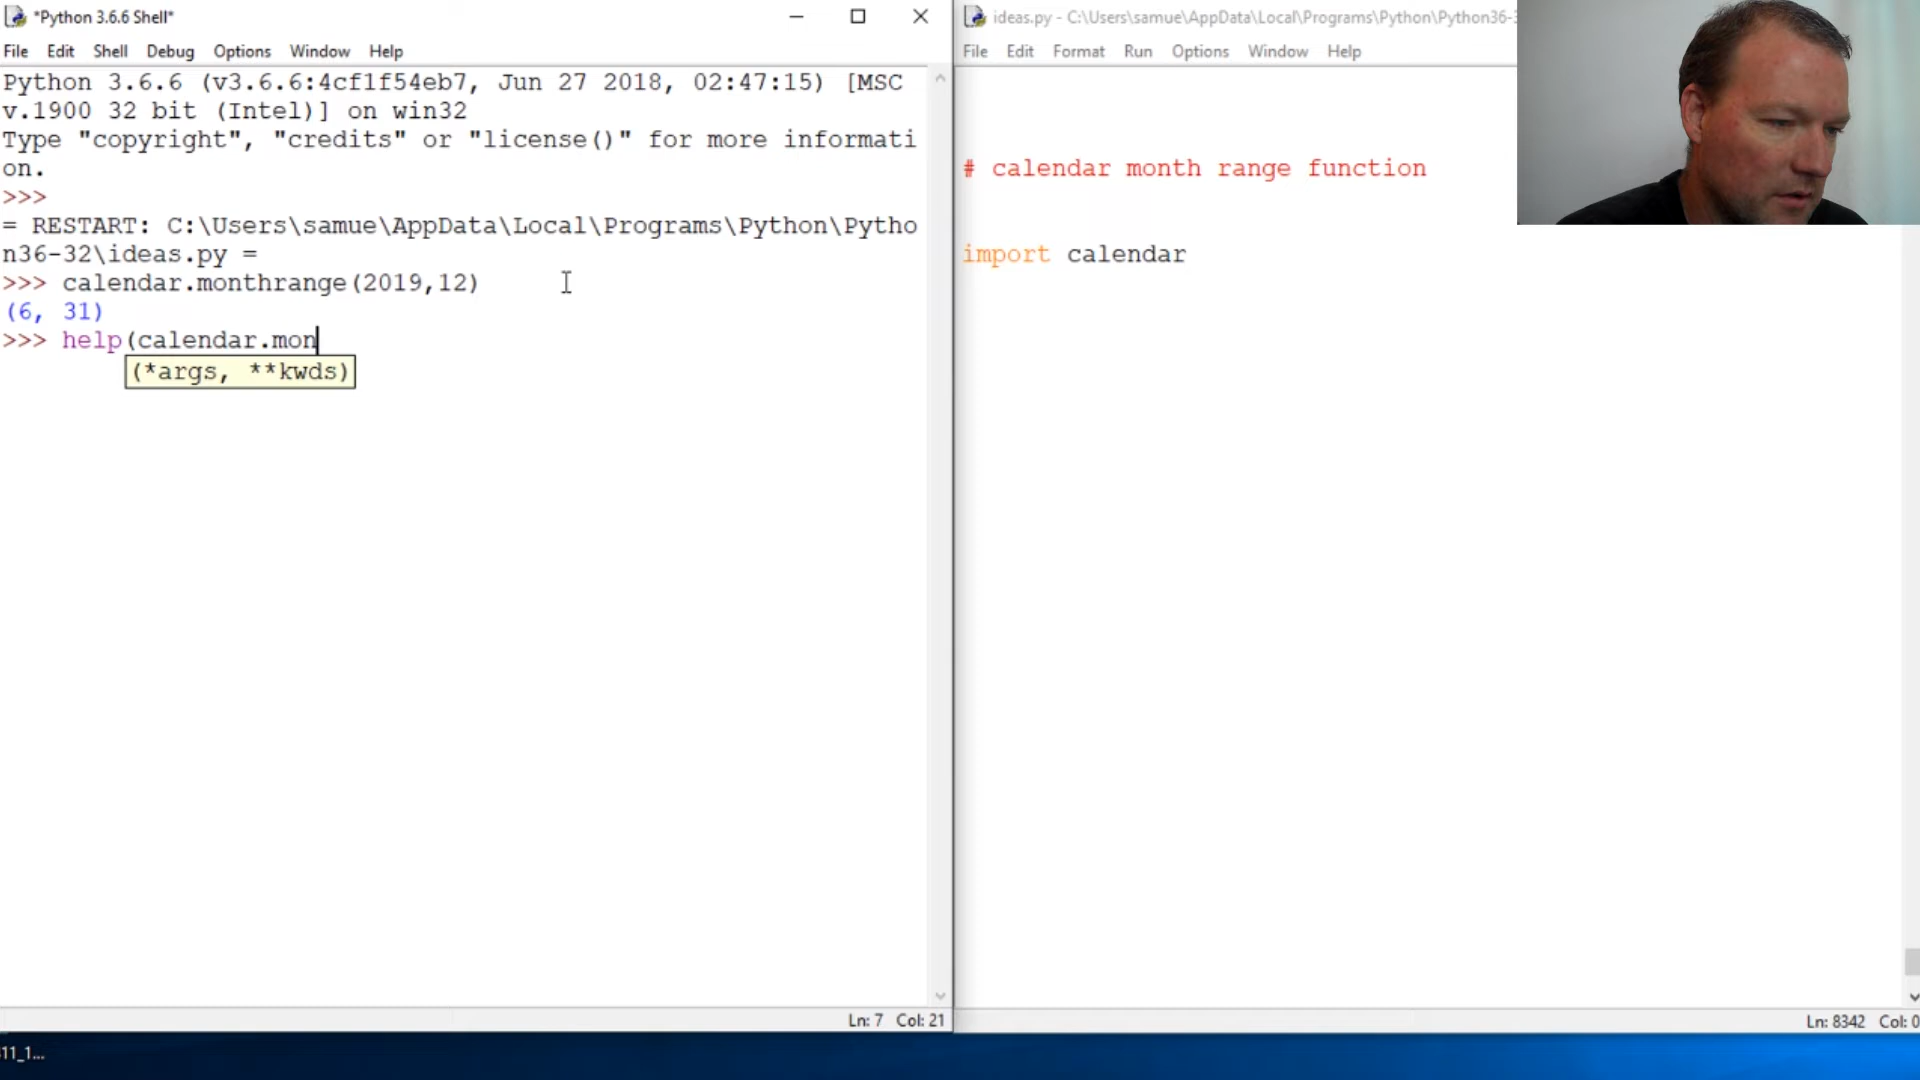 *Python 3.6.6 Shell*
File Edit Shell Debug Options Window Help
Python 3.6.6 (v3.6.6:4cf1f54eb7, Jun 27 2018, 02:47:15) [MSC
v.1900 32 bit (Intel)] on win32
Type "copyright", "credits" or "license()" for more informati
on.
>>>
= RESTART: C:\Users\samue\AppData\Local\Programs\Python\Pytho
n36-32\ideas.py =
>>> calendar.monthrange(2019,12)
(6, 31)
>>> help(calendar.mon
(*args, **kwds)
Ln: 7 Col: 21
ideas.py - C:\Users\samue\AppData\Local\Programs\Python\Python36-3
File Edit Format Run Options Window Help
# calendar month range function
import calendar
Ln: 8342 Col: 0
11_1...